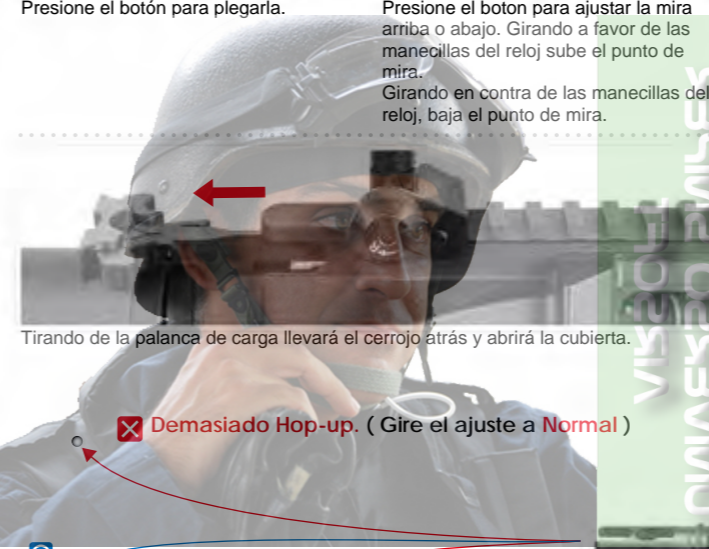 Presione el botón para plegarla.
Presione el boton para ajustar la mira
arriba o abajo. Girando a favor de las
manecillas del reloj sube el punto de
mira.
Girando en contra de las manecillas del
reloj, baja el punto de mira.
Tirando de la palanca de carga llevará el cerrojo atrás y abrirá la cubierta.
Demasiado Hop-up. ( Gire el ajuste a Normal )